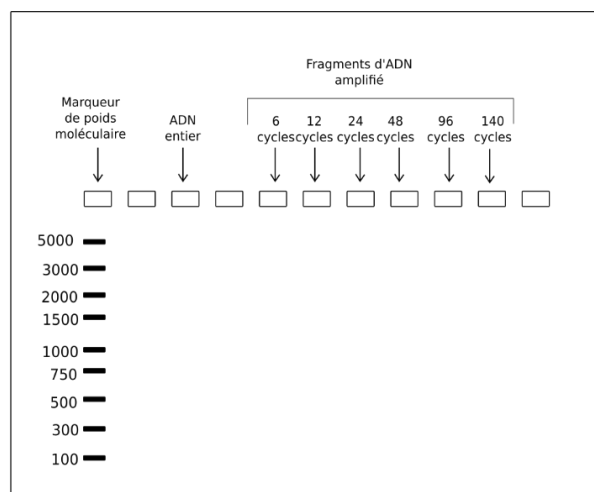 Fragments d'ADN
amplifié
Marqueur
de poids
moléculaire
ADN
entier
6
cycles
12
cycles
24
cycles
48
cycles
96
cycles
140
cycles
5000
3000
2000
1500
1000
750
500
300
100